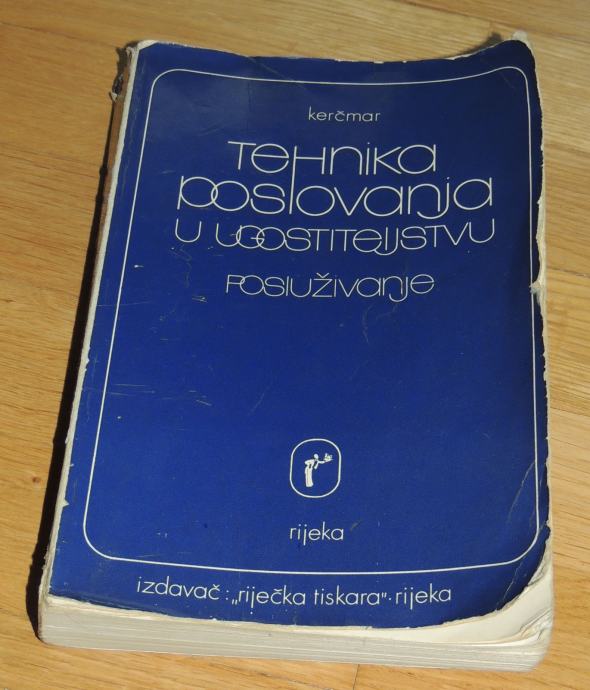 kerčmar
TEHNIKA
POSLOVANJA
U UGOSTITELJSTVU
POSLUŽIVANJE
rijeka
izdavač: „riječka tiskara"·rijeka